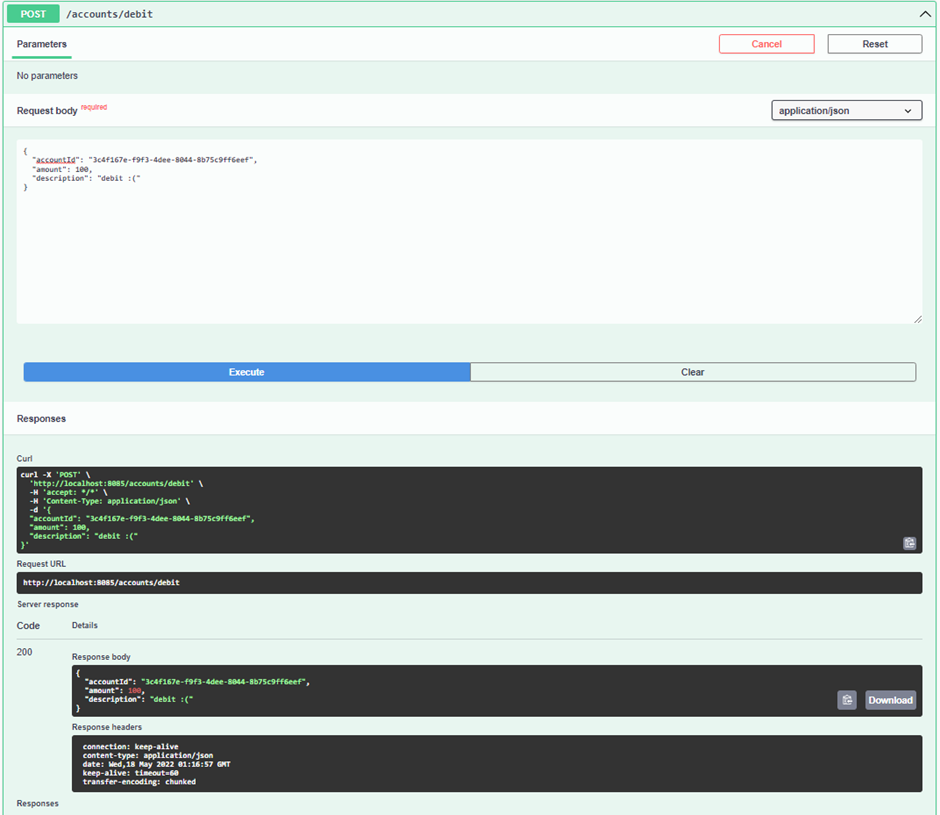 POST /accounts/debit
Parameters
Cancel
Reset
No parameters
Request body required
application/json
{
"accountId": "3c4f167e-f9f3-4dee-8044-8b75c9ff6eef",
"amount": 100,
"description": "debit :("
}
Execute
Clear
Responses
Curl
curl -X 'POST' \
'http://localhost:8085/accounts/debit' \
-H 'accept: */*' \
-H 'Content-Type: application/json' \
-d '{
"accountId": "3c4f167e-f9f3-4dee-8044-8b75c9ff6eef",
"amount": 100,
"description": "debit :("
}'
Request URL
http://localhost:8085/accounts/debit
Server response
Code Details
200
Response body
{
"accountId": "3c4f167e-f9f3-4dee-8044-8b75c9ff6eef",
"amount": 100,
"description": "debit :("
}
Download
Response headers
connection: keep-alive
content-type: application/json
date: Wed,18 May 2022 01:16:57 GMT
keep-alive: timeout=60
transfer-encoding: chunked
Responses